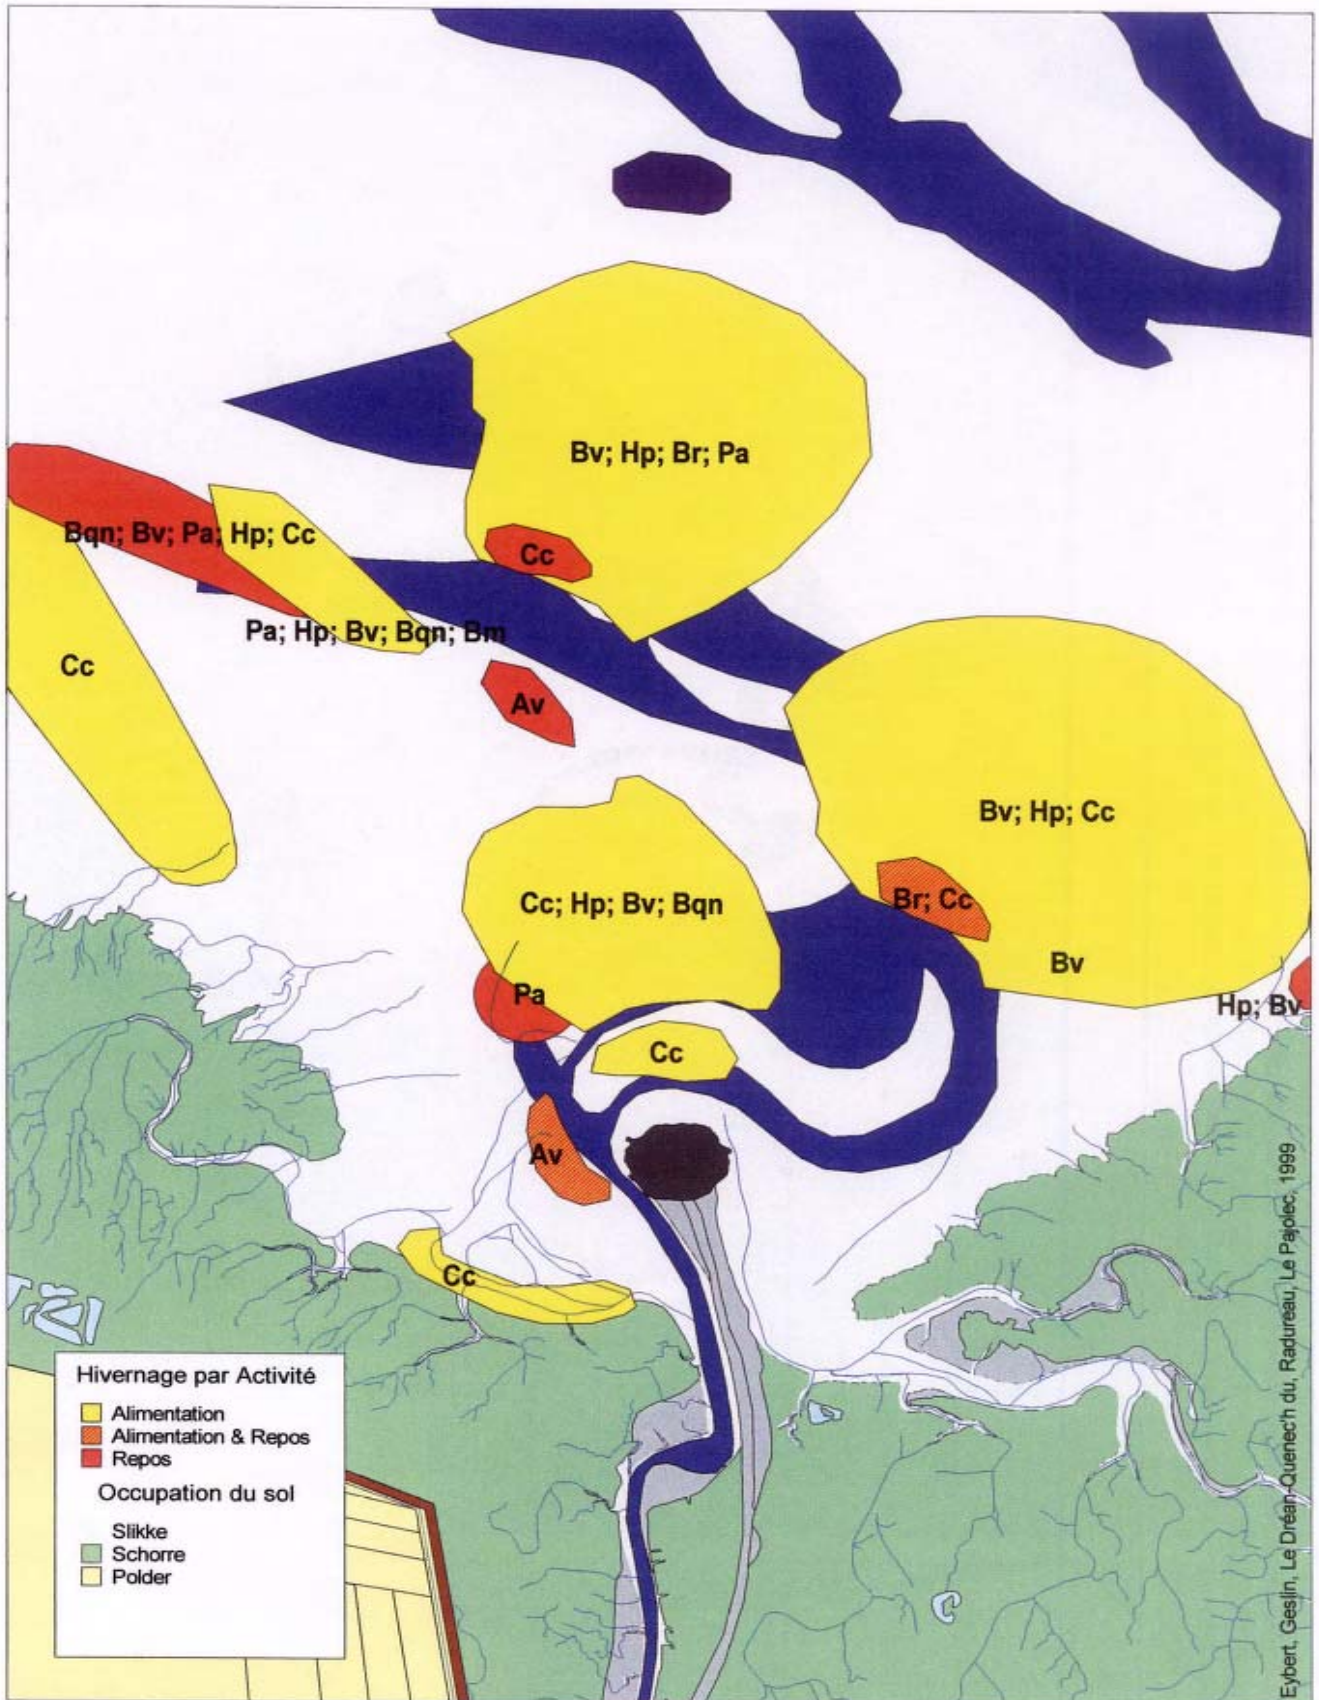 Bv; Hp; Br; Pa
Bqn; Bv; Pa; Hp; Cc
Cc
Pa; Hp; Bv; Bqn; Bm
Cc
Av
Bv; Hp; Cc
Cc; Hp; Bv; Bqn
Br; Cc
Bv
Pa
Hp; Bv
Cc
Av
Cc
Hivernage par Activité
Alimentation
Alimentation & Repos
Repos
Occupation du sol
Slikke
Schorre
Polder
Eybert, Geslin, Le Dréan-Quenec'h du, Radureau, Le Pajolec, 1999